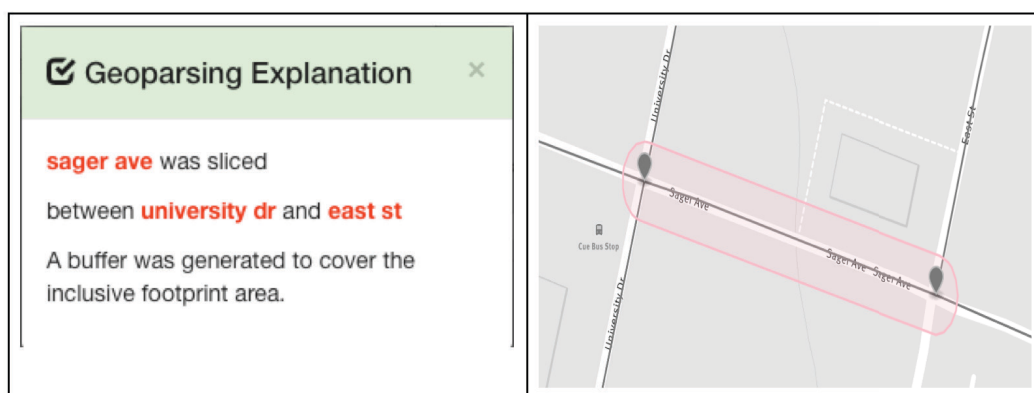 Geoparsing Explanation ×
sager ave was sliced
between university dr and east st
A buffer was generated to cover the
inclusive footprint area.
University Dr
East St
Sager Ave
Cue Bus Stop
Sager Ave Sager Ave
University Dr